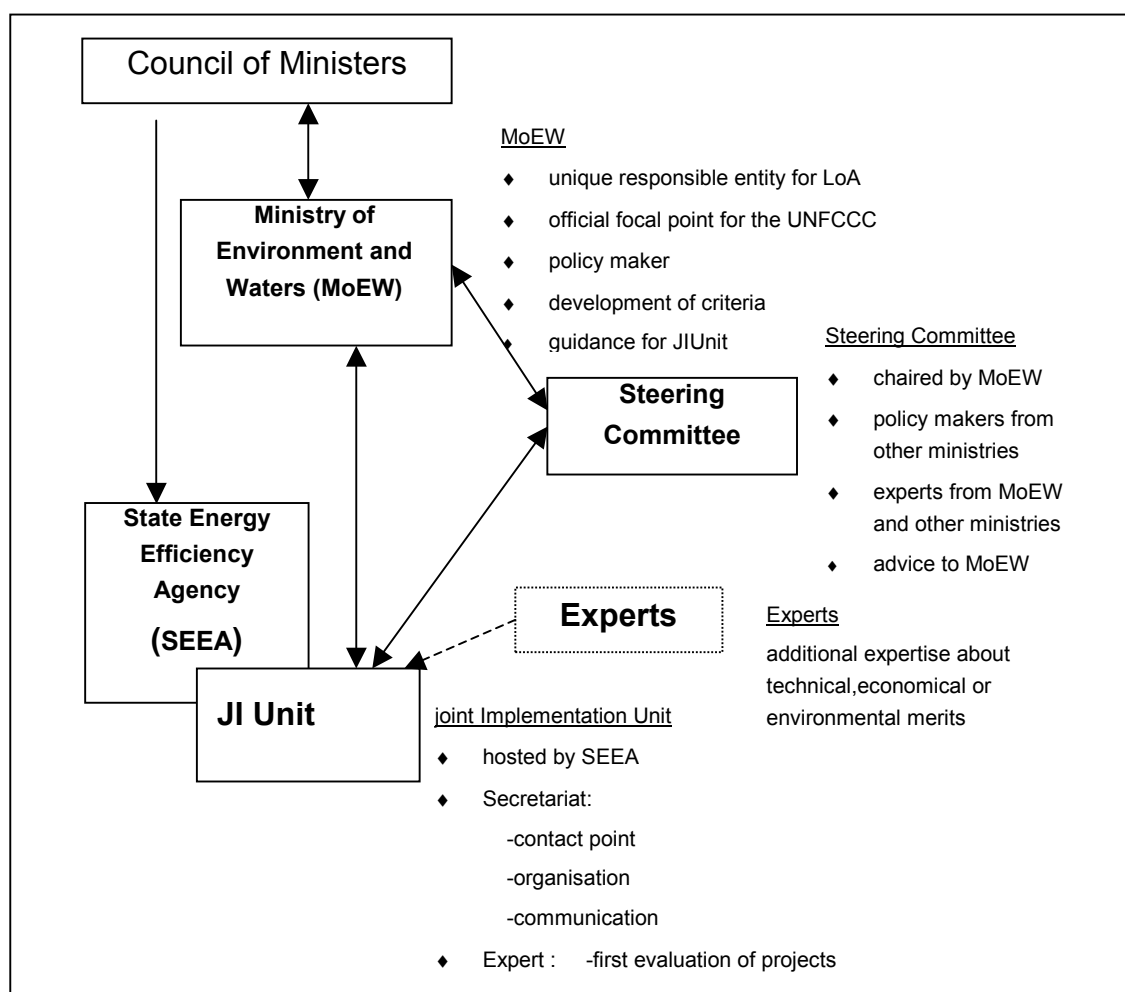 Council of Ministers
MoEW
♦ unique responsible entity for LoA
♦ official focal point for the UNFCCC
♦ policy maker
♦ development of criteria
♦ guidance for JIUnit
Ministry of
Environment and
Waters (MoEW)
Steering Committee
♦ chaired by MoEW
♦ policy makers from
other ministries
♦ experts from MoEW
and other ministries
♦ advice to MoEW
Steering
Committee
State Energy
Efficiency
Agency
(SEEA)
Experts
Experts
additional expertise about
technical,economical or
environmental merits
JI Unit
joint Implementation Unit
♦ hosted by SEEA
♦ Secretariat:
-contact point
-organisation
-communication
♦ Expert : -first evaluation of projects